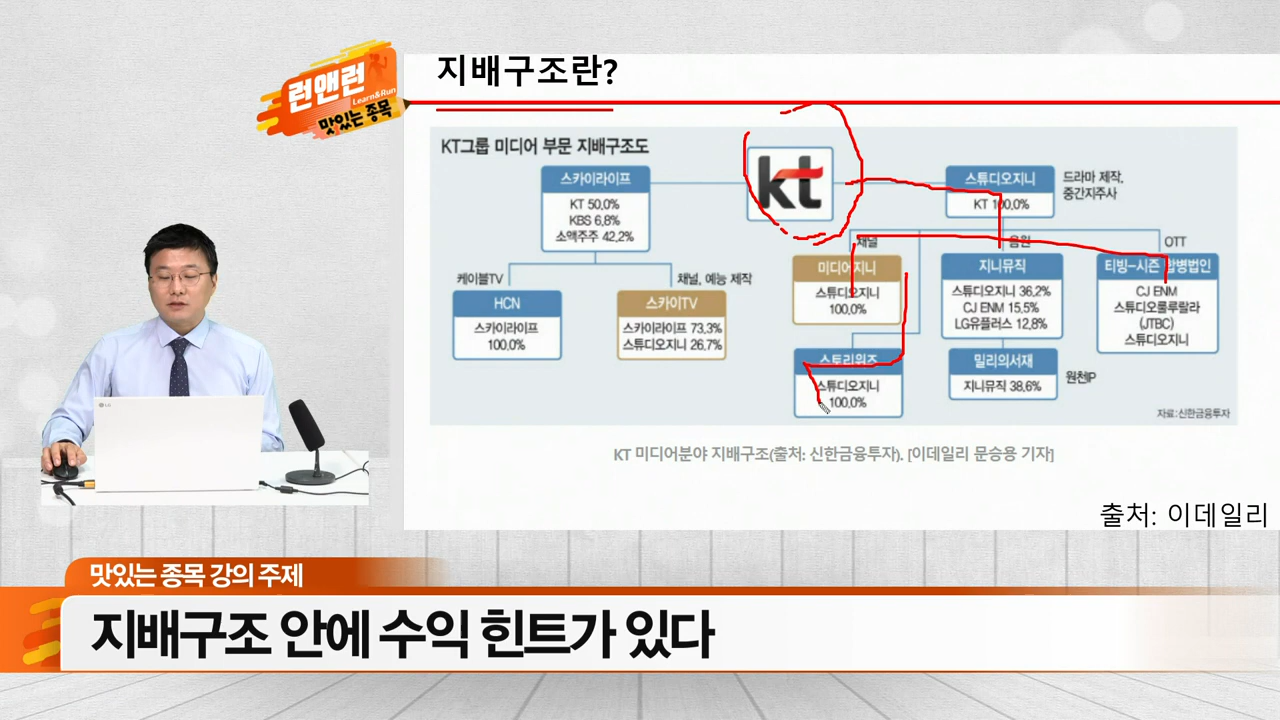 런앤런
Learn&Run
맛있는 종목
지배구조란?
KT그룹 미디어 부문 지배구조도
kt
스카이라이프
KT 50.0%
KBS 6.8%
소액주주 42.2%
스튜디오지니
KT 100.0%
드라마 제작,
중간지주사
케이블TV
HCN
스카이라이프
100.0%
채널, 예능 제작
스카이TV
스카이라이프 73.3%
스튜디오지니 26.7%
채널
미디어지니
스튜디오지니
100.0%
음원
지니뮤직
스튜디오지니 36.2%
CJ ENM 15.5%
LG유플러스 12.8%
OTT
티빙-시즌 합병법인
CJ ENM
스튜디오룰루랄라
(JTBC)
스튜디오지니
스토리위즈
스튜디오지니
100.0%
밀리의서재
지니뮤직 38.6%
원천IP
자료:신한금융투자
KT 미디어분야 지배구조(출처: 신한금융투자). [이데일리 문승용 기자]
출처: 이데일리
LG
맛있는 종목 강의 주제
지배구조 안에 수익 힌트가 있다